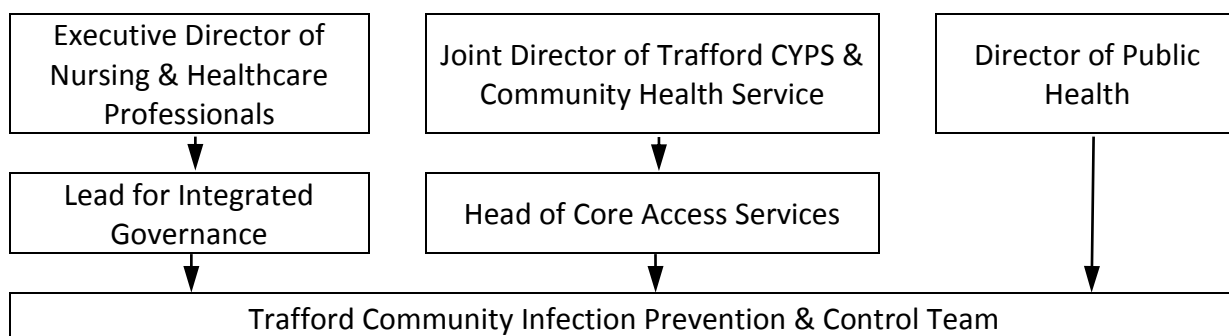 Executive Director of
Nursing & Healthcare
Professionals
Joint Director of Trafford CYPS &
Community Health Service
Director of Public
Health
Lead for Integrated
Governance
Head of Core Access Services
Trafford Community Infection Prevention & Control Team